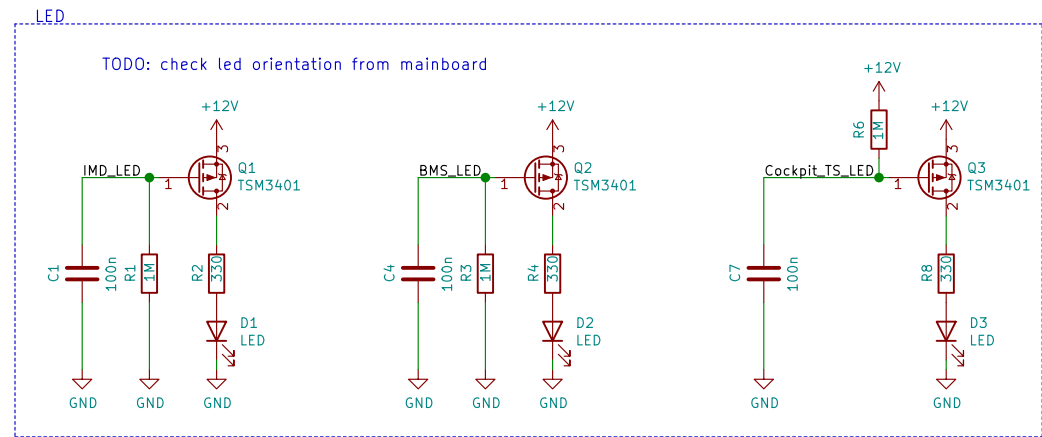 LED
TODO: check led orientation from mainboard
+12V
3
IMD_LED
1
Q1
TSM3401
2
C1
100n
R1
1M
R2
330
D1
LED
GND
GND
GND
+12V
3
BMS_LED
1
Q2
TSM3401
2
C4
100n
R3
1M
R4
330
D2
LED
GND
GND
GND
+12V
R6
1M
+12V
3
Cockpit_TS_LED
1
Q3
TSM3401
2
C7
100n
R8
330
D3
LED
GND
GND